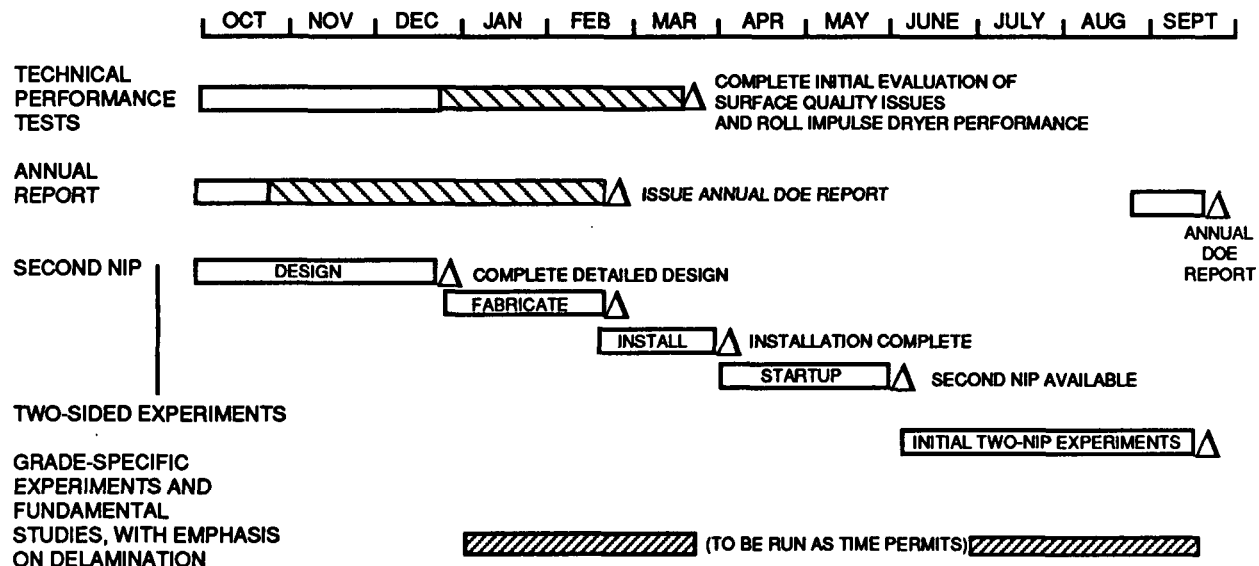 OCT NOV DEC JAN FEB MAR APR MAY JUNE JULY AUG SEPT
TECHNICAL
PERFORMANCE
TESTS
COMPLETE INITIAL EVALUATION OF
SURFACE QUALITY ISSUES
AND ROLL IMPULSE DRYER PERFORMANCE
ANNUAL
REPORT
ISSUE ANNUAL DOE REPORT
ANNUAL
DOE
REPORT
SECOND NIP
DESIGN
COMPLETE DETAILED DESIGN
FABRICATE
INSTALL
INSTALLATION COMPLETE
STARTUP
SECOND NIP AVAILABLE
TWO-SIDED EXPERIMENTS
INITIAL TWO-NIP EXPERIMENTS
GRADE-SPECIFIC
EXPERIMENTS AND
FUNDAMENTAL
STUDIES, WITH EMPHASIS
ON DELAMINATION
(TO BE RUN AS TIME PERMITS)